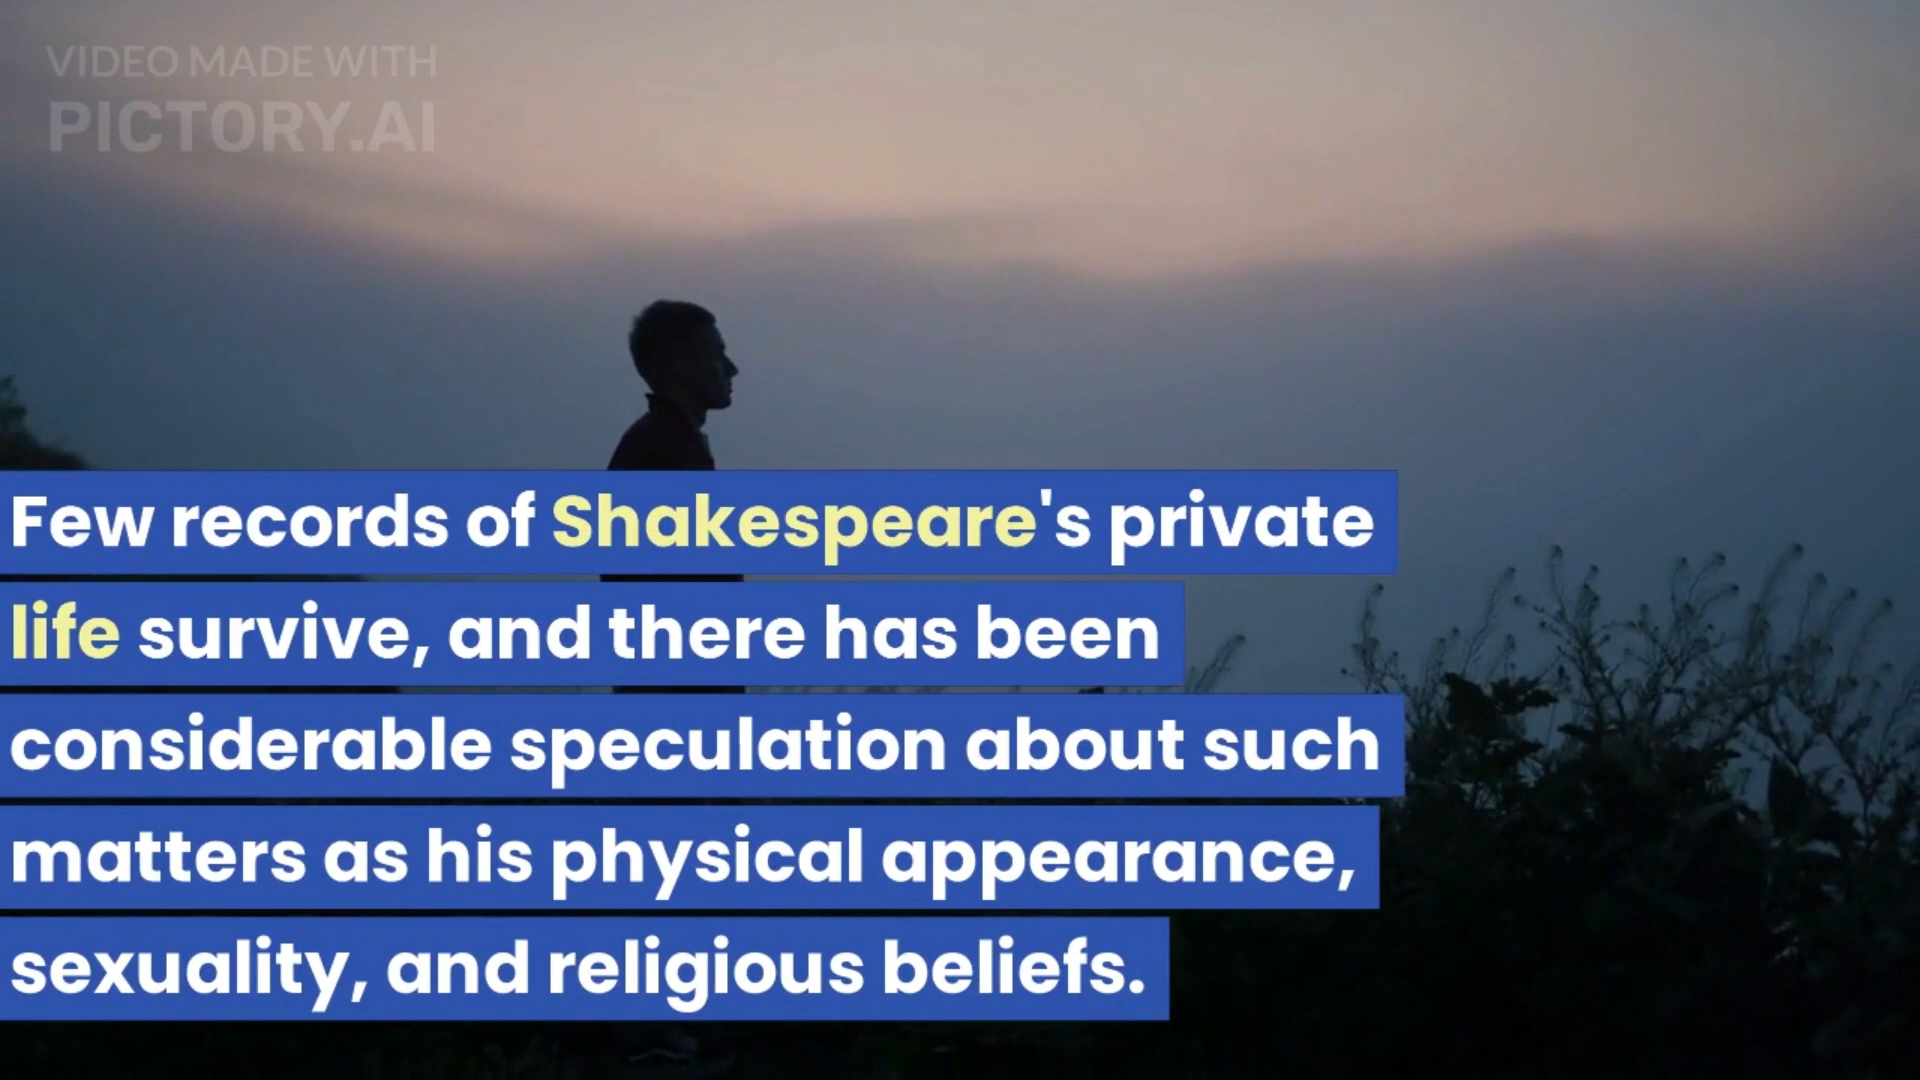 VIDEO MADE WITH
PICTORY.AI
Few records of Shakespeare's private
life survive, and there has been
considerable speculation about such
matters as his physical appearance,
sexuality, and religious beliefs.